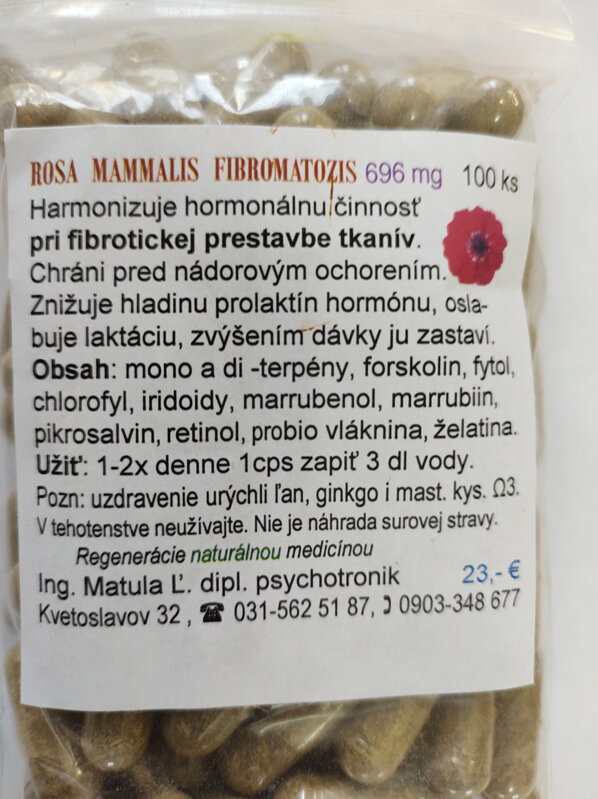 ROSA MAMMALIS FIBROMATOZIS 696 mg 100 ks
Harmonizuje hormonálnu činnosť
pri fibrotickej prestavbe tkanív.
Chráni pred nádorovým ochorením.
Znižuje hladinu prolaktín hormónu, osla-
buje laktáciu, zvýšením dávky ju zastaví.
Obsah: mono a di -terpény, forskolin, fytol,
chlorofyl, iridoidy, marrubenol, marrubiin,
pikrosalvin, retinol, probio vláknina, želatina.
Užiť: 1-2x denne 1cps zapiť 3 dl vody.
Pozn: uzdravenie urýchli ľan, ginkgo i mast. kys. Ω3.
V tehotenstve neužívajte. Nie je náhrada surovej stravy.
Regenerácie naturálnou medicínou
Ing. Matula Ľ. dipl. psychotronik 23,- €
Kvetoslavov 32 , ☎ 031-562 51 87, 0903-348 677